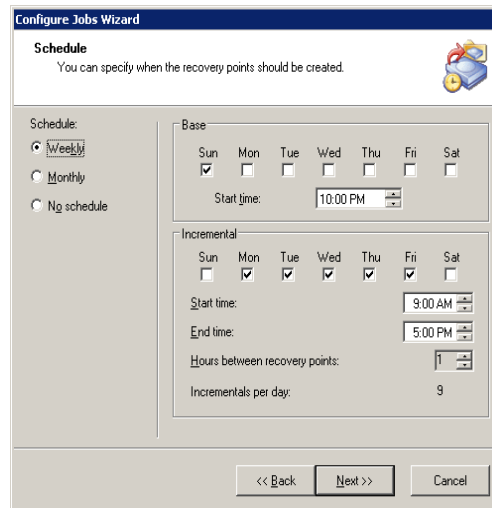 Configure Jobs Wizard
Schedule
You can specify when the recovery points should be created.
Schedule:
Weekly
Monthly
No schedule
Base
Sun Mon Tue Wed Thu Fri Sat
Start time: 10:00 PM
Incremental
Sun Mon Tue Wed Thu Fri Sat
Start time: 9:00 AM
End time: 5:00 PM
Hours between recovery points: 1
Incrementals per day: 9
<< Back Next >> Cancel